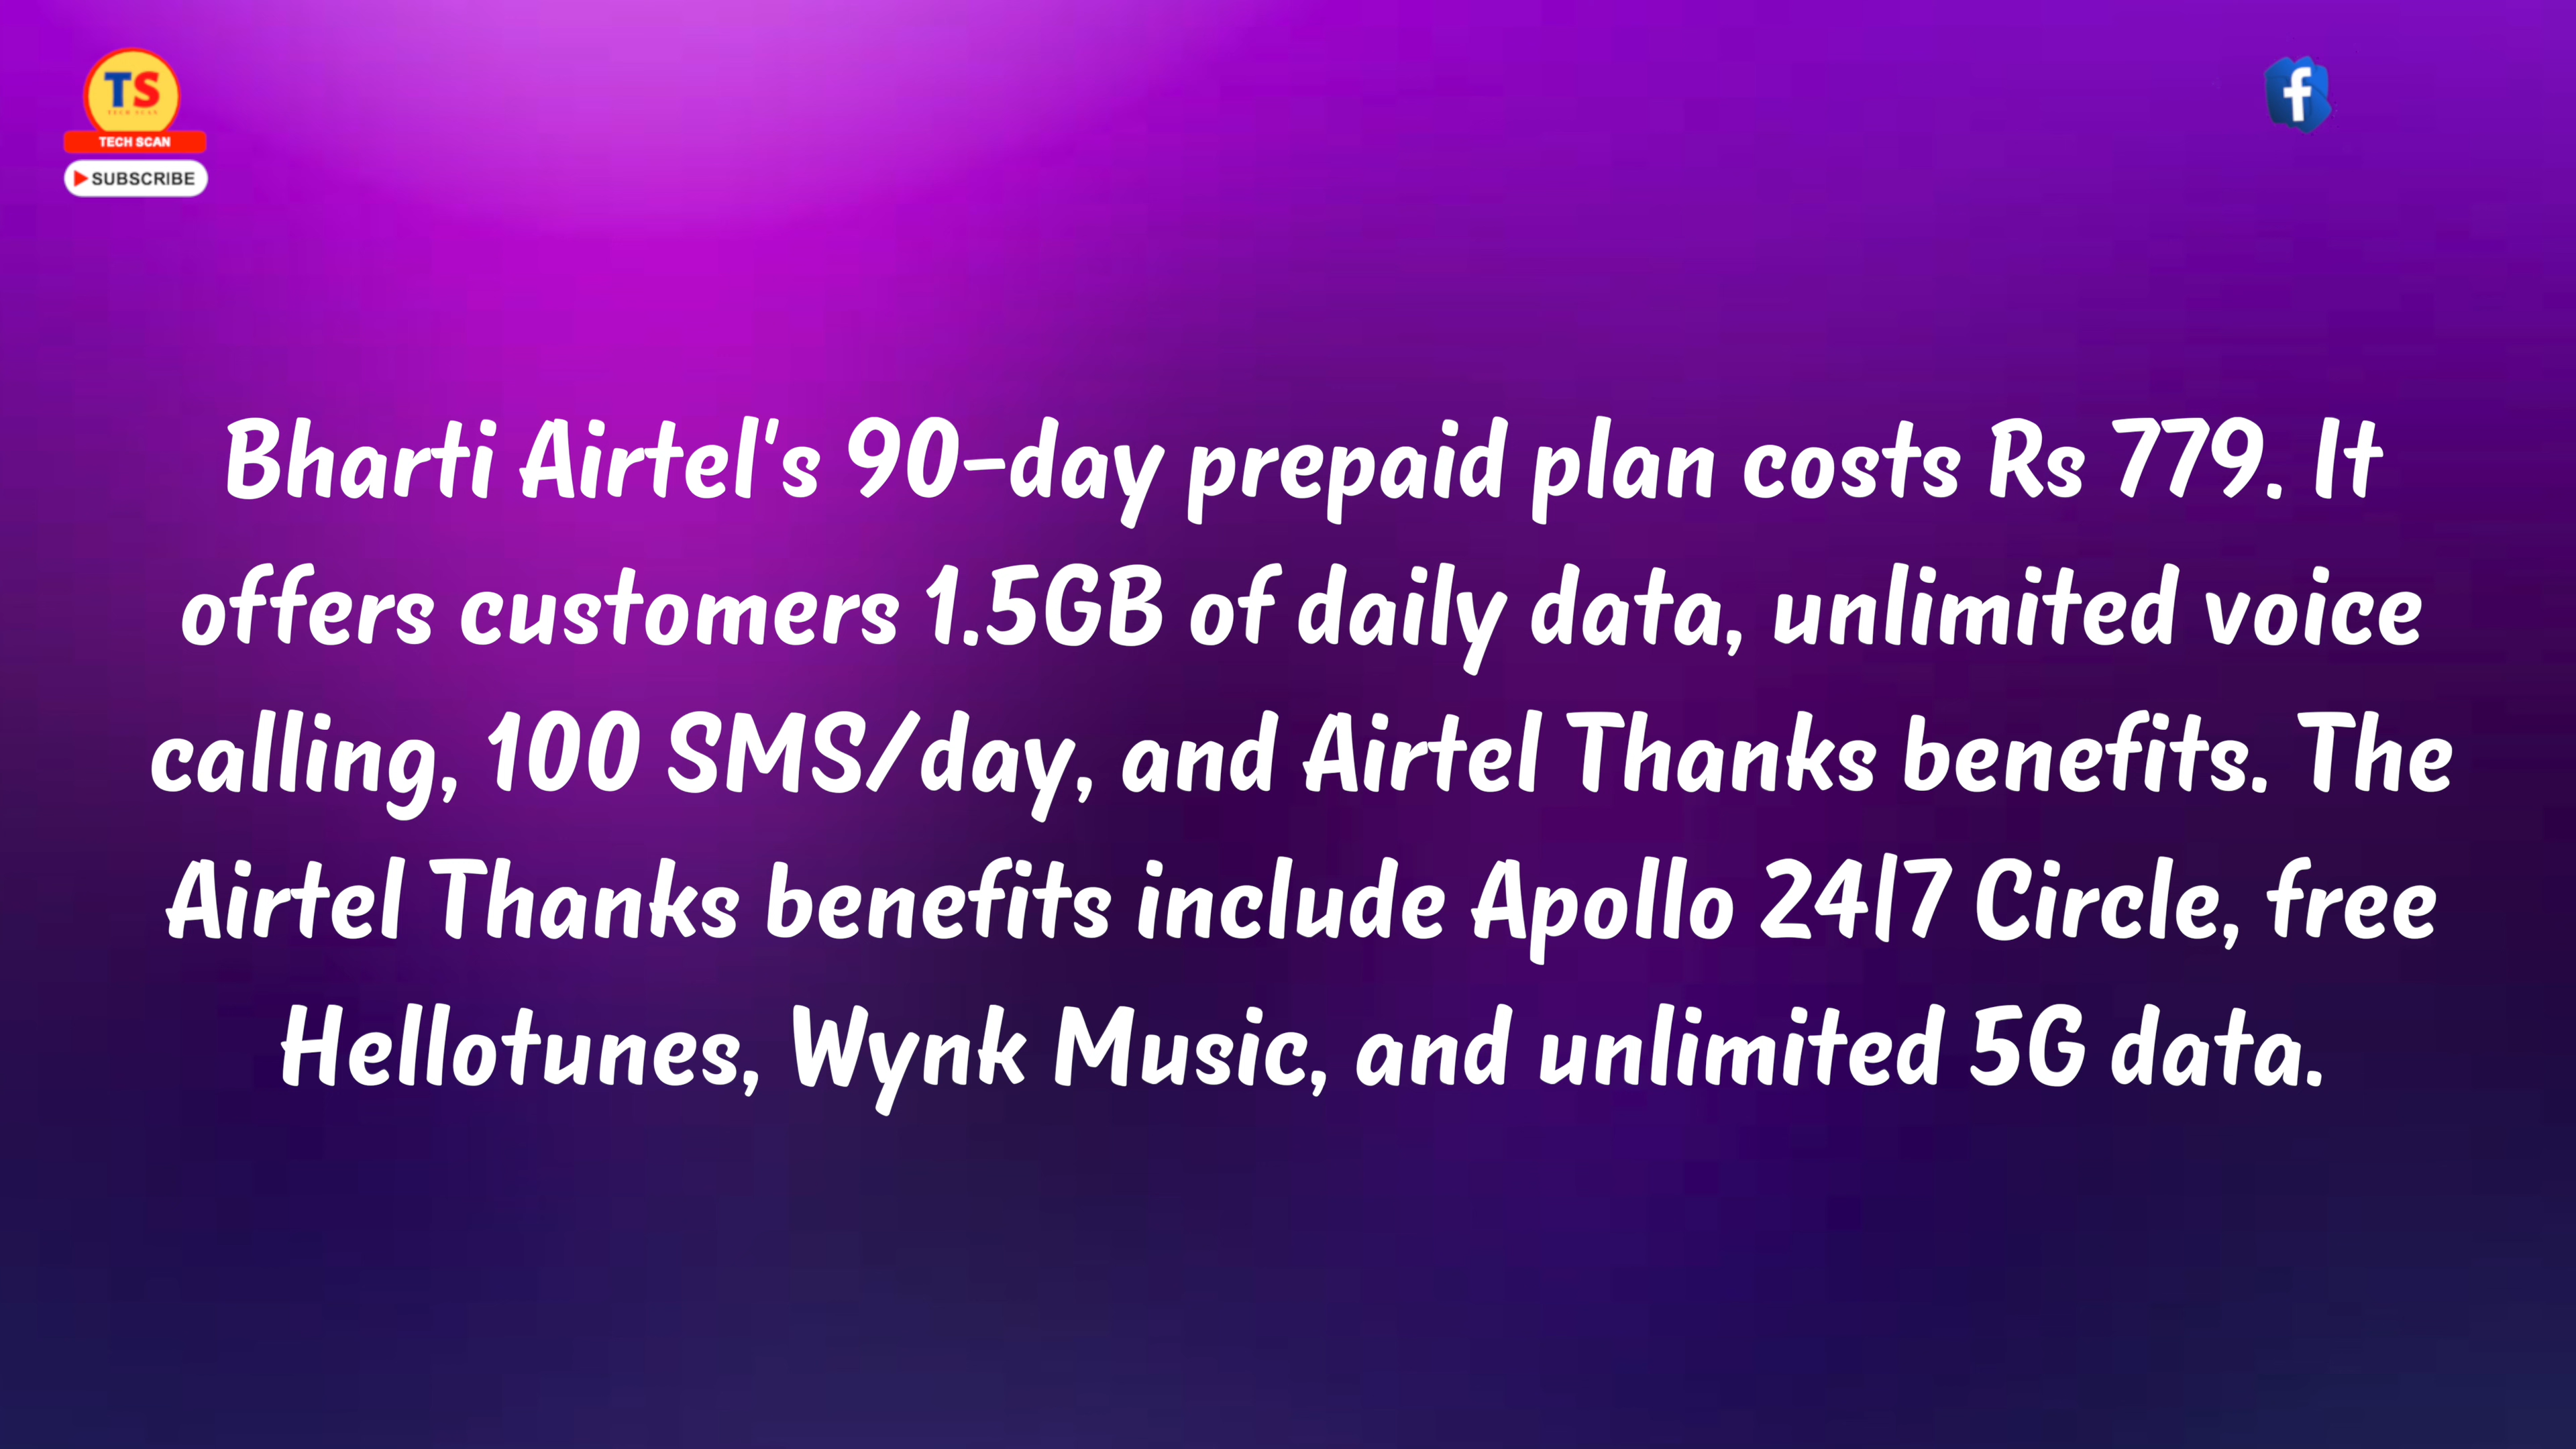 TS
TECH SCAN
TECH SCAN
SUBSCRIBE
f
Bharti Airtel's 90-day prepaid plan costs Rs 779. It
offers customers 1.5GB of daily data, unlimited voice
calling, 100 SMS/day, and Airtel Thanks benefits. The
Airtel Thanks benefits include Apollo 24|7 Circle, free
Hellotunes, Wynk Music, and unlimited 5G data.